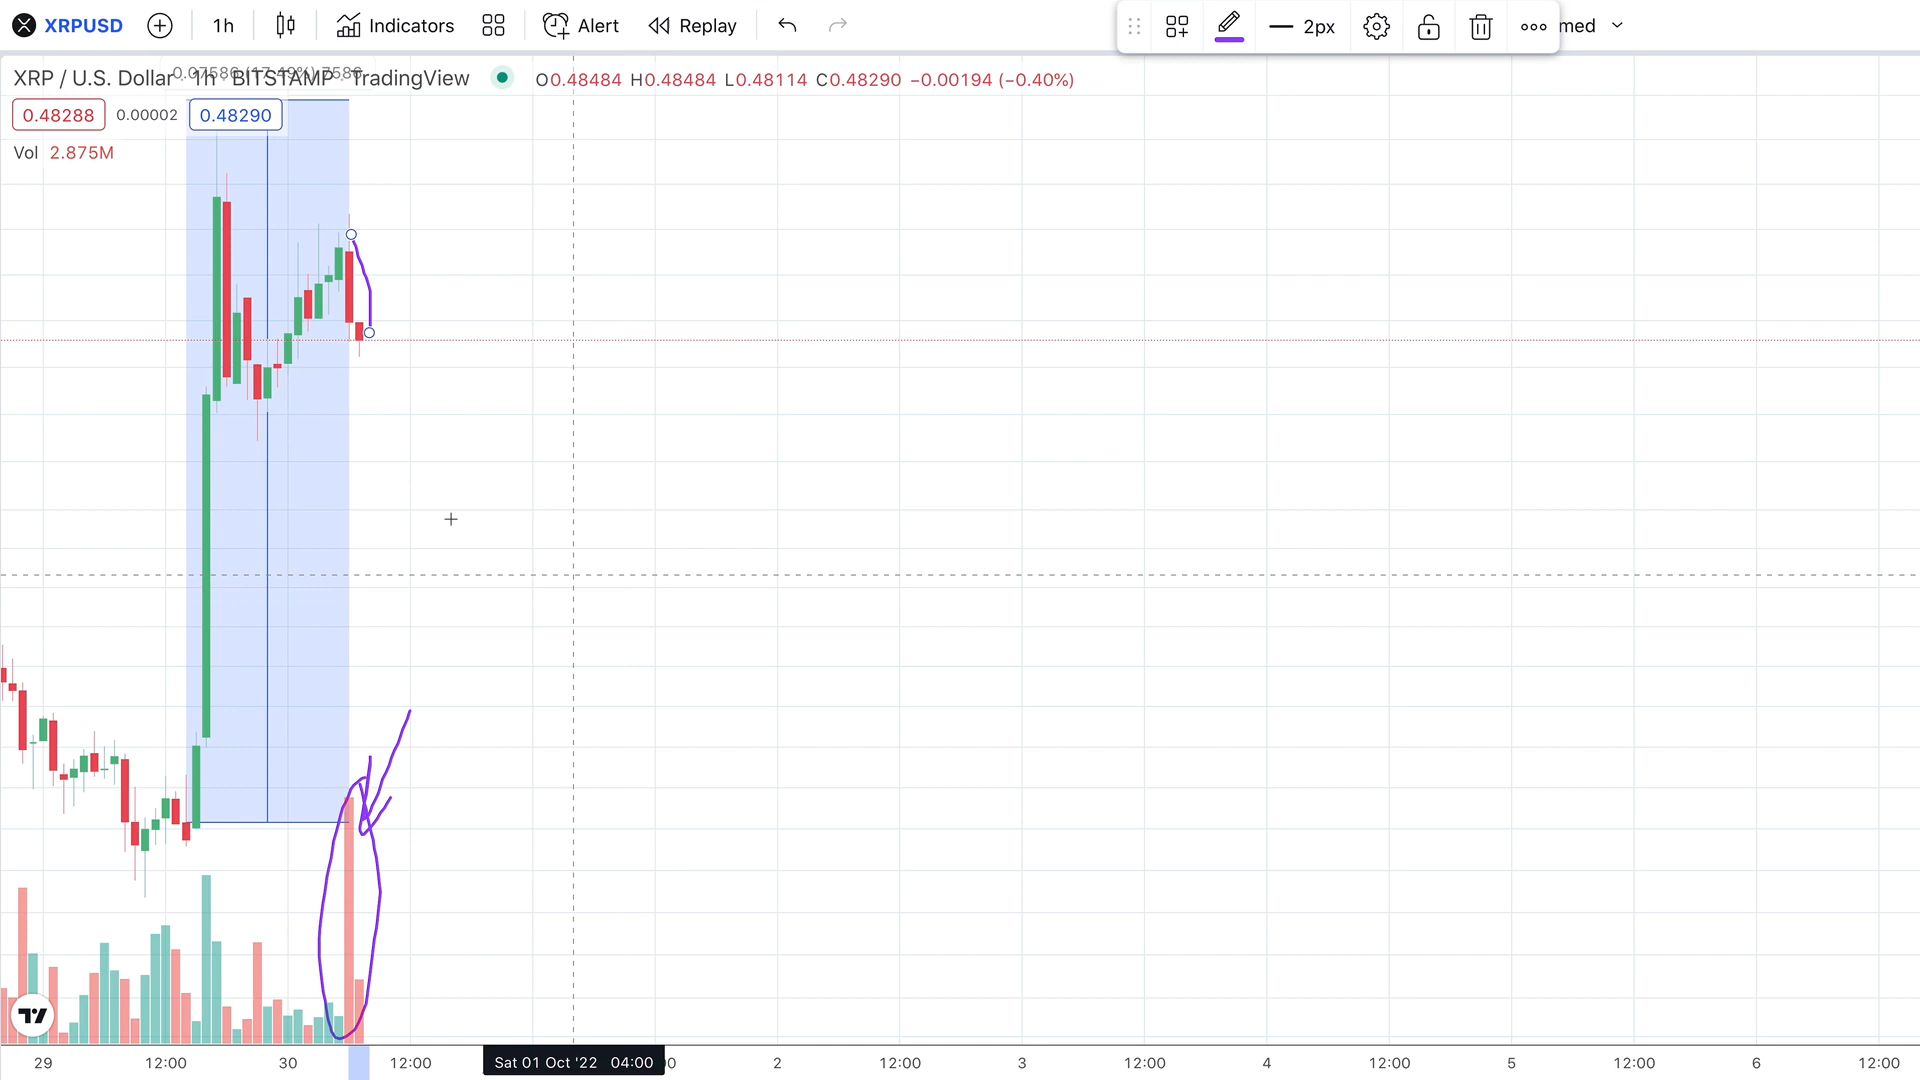 XRPUSD 1h Indicators Alert Replay 2px med
XRP / U.S. Dollar 1h BITSTAMP TradingView O0.48484 H0.48484 L0.48114 C0.48290 −0.00194 (−0.40%)
0.48288 0.00002 0.48290
Vol 2.875M
29 12:00 30 12:00 Sat 01 Oct '22 04:00 2 12:00 3 12:00 4 12:00 5 12:00 6 12:00